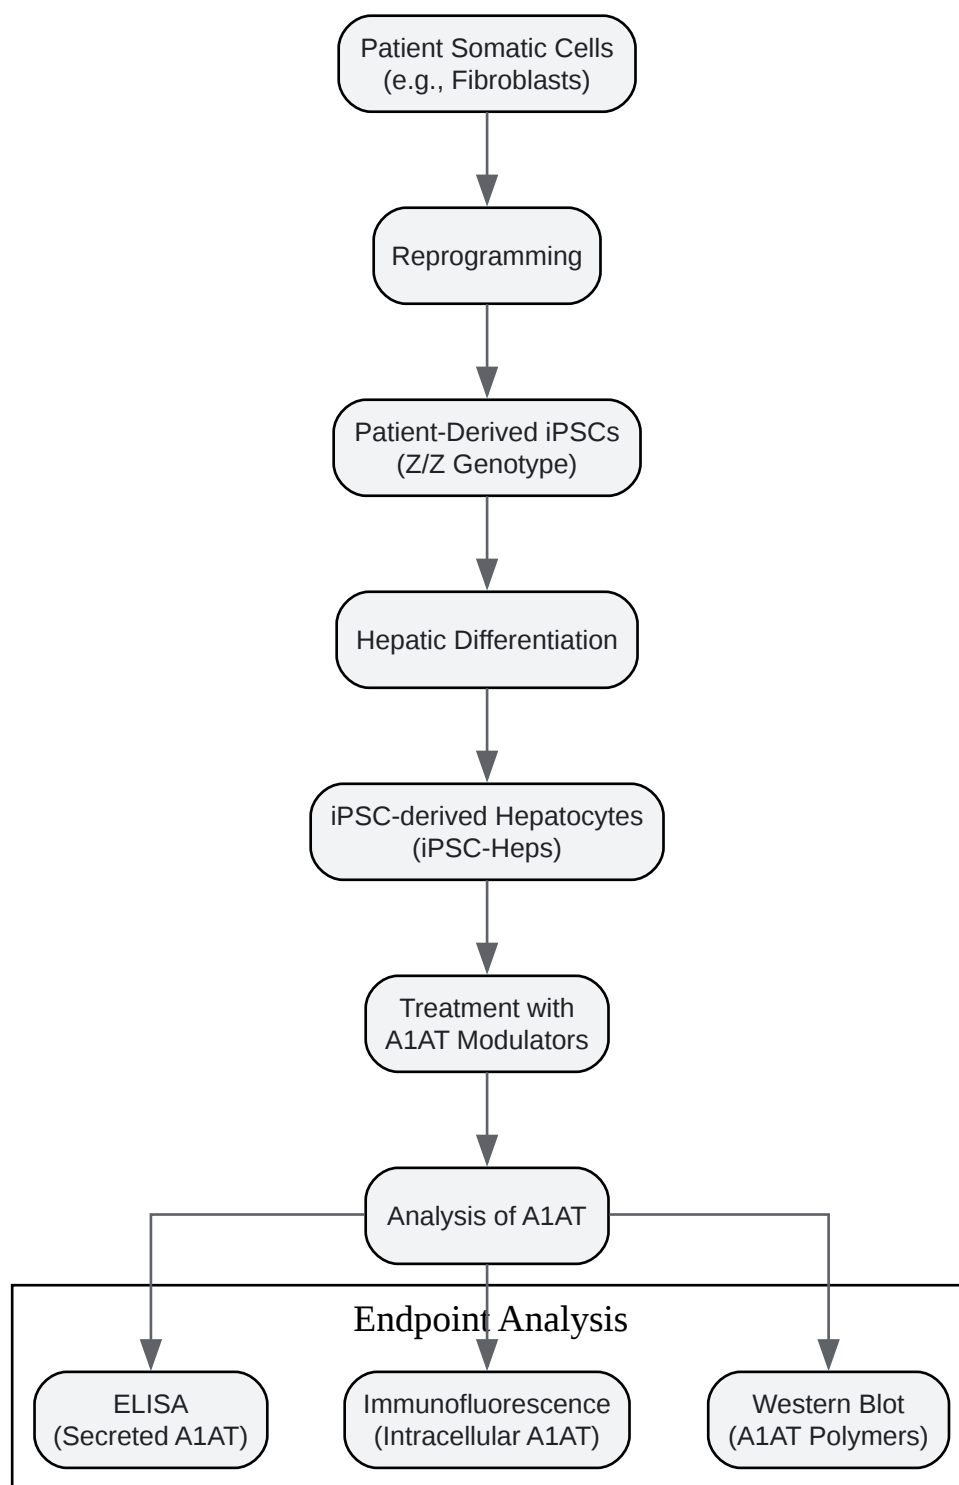 Patient Somatic Cells
(e.g., Fibroblasts)
Reprogramming
Patient-Derived iPSCs
(Z/Z Genotype)
Hepatic Differentiation
iPSC-derived Hepatocytes
(iPSC-Heps)
Treatment with
A1AT Modulators
Analysis of A1AT
Endpoint Analysis
ELISA
(Secreted A1AT)
Immunofluorescence
(Intracellular A1AT)
Western Blot
(A1AT Polymers)